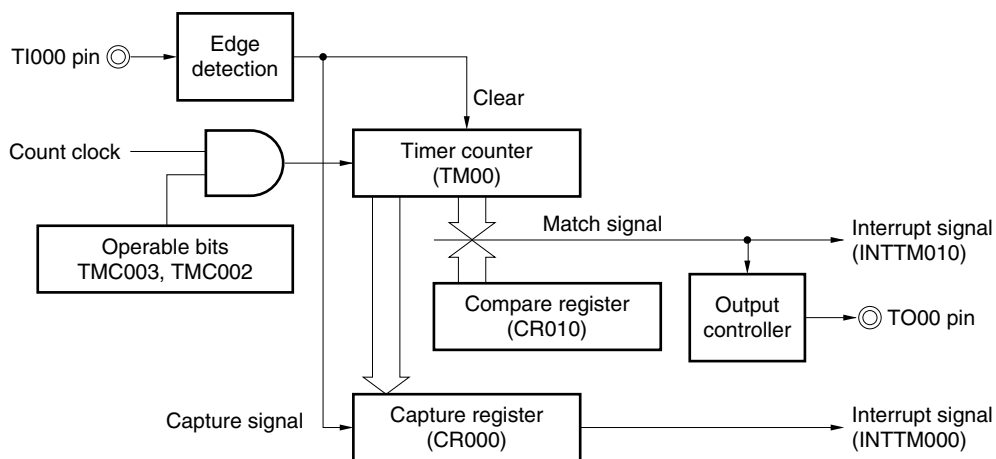 TI000 pin
Edge
detection
Clear
Count clock
Timer counter
(TM00)
Operable bits
TMC003, TMC002
Match signal
Interrupt signal
(INTTM010)
Compare register
(CR010)
Output
controller
TO00 pin
Capture signal
Capture register
(CR000)
Interrupt signal
(INTTM000)